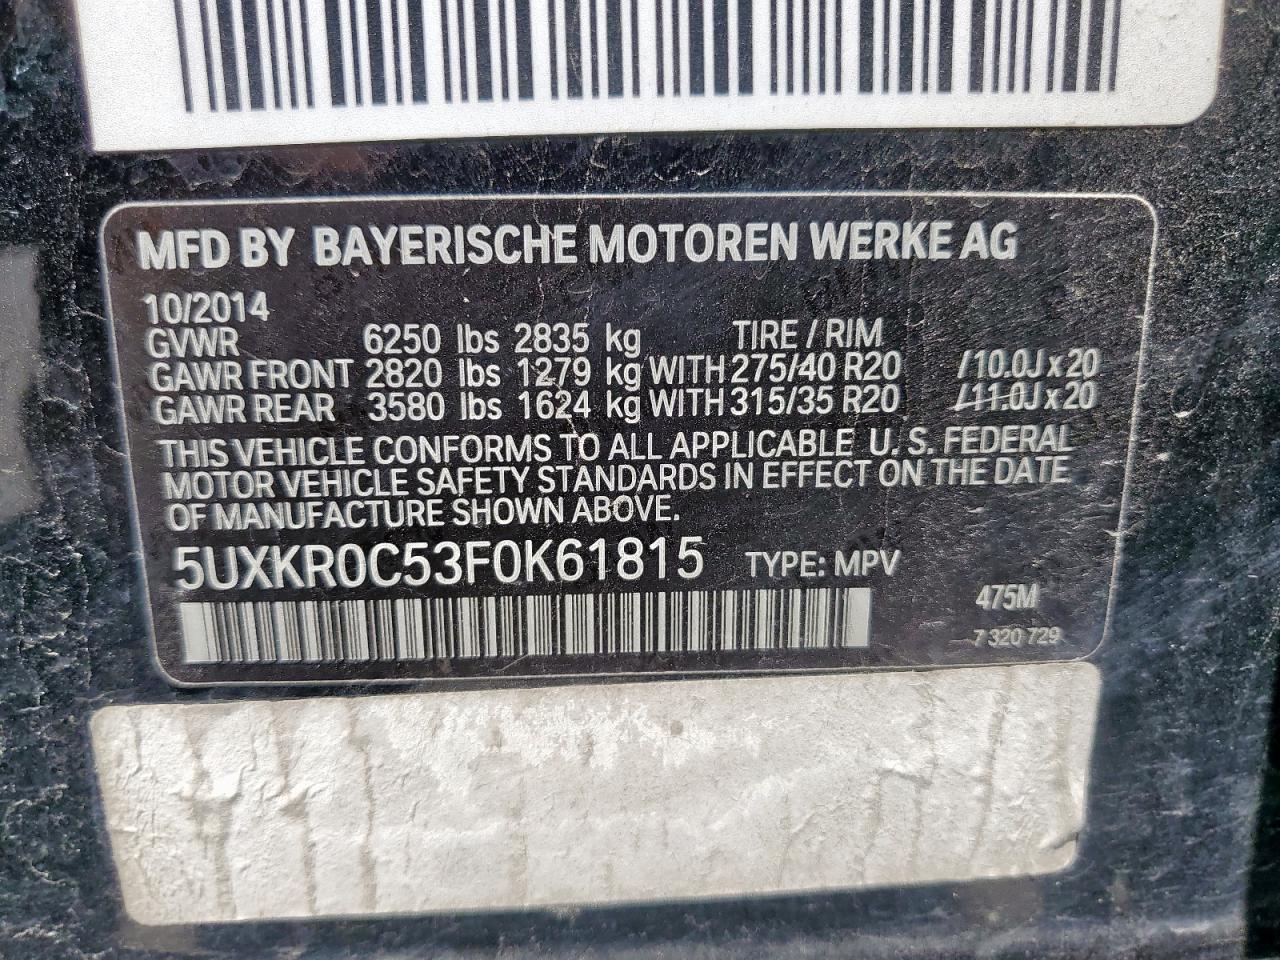 MFD BY BAYERISCHE MOTOREN WERKE AG
10/2014
GVWR 6250 lbs 2835 kg TIRE / RIM
GAWR FRONT 2820 lbs 1279 kg WITH 275/40 R20 /10.0J x 20
GAWR REAR 3580 lbs 1624 kg WITH 315/35 R20 /11.0J x 20
THIS VEHICLE CONFORMS TO ALL APPLICABLE U. S. FEDERAL
MOTOR VEHICLE SAFETY STANDARDS IN EFFECT ON THE DATE
OF MANUFACTURE SHOWN ABOVE.
5UXKR0C53F0K61815 TYPE: MPV
475M
7 320 729